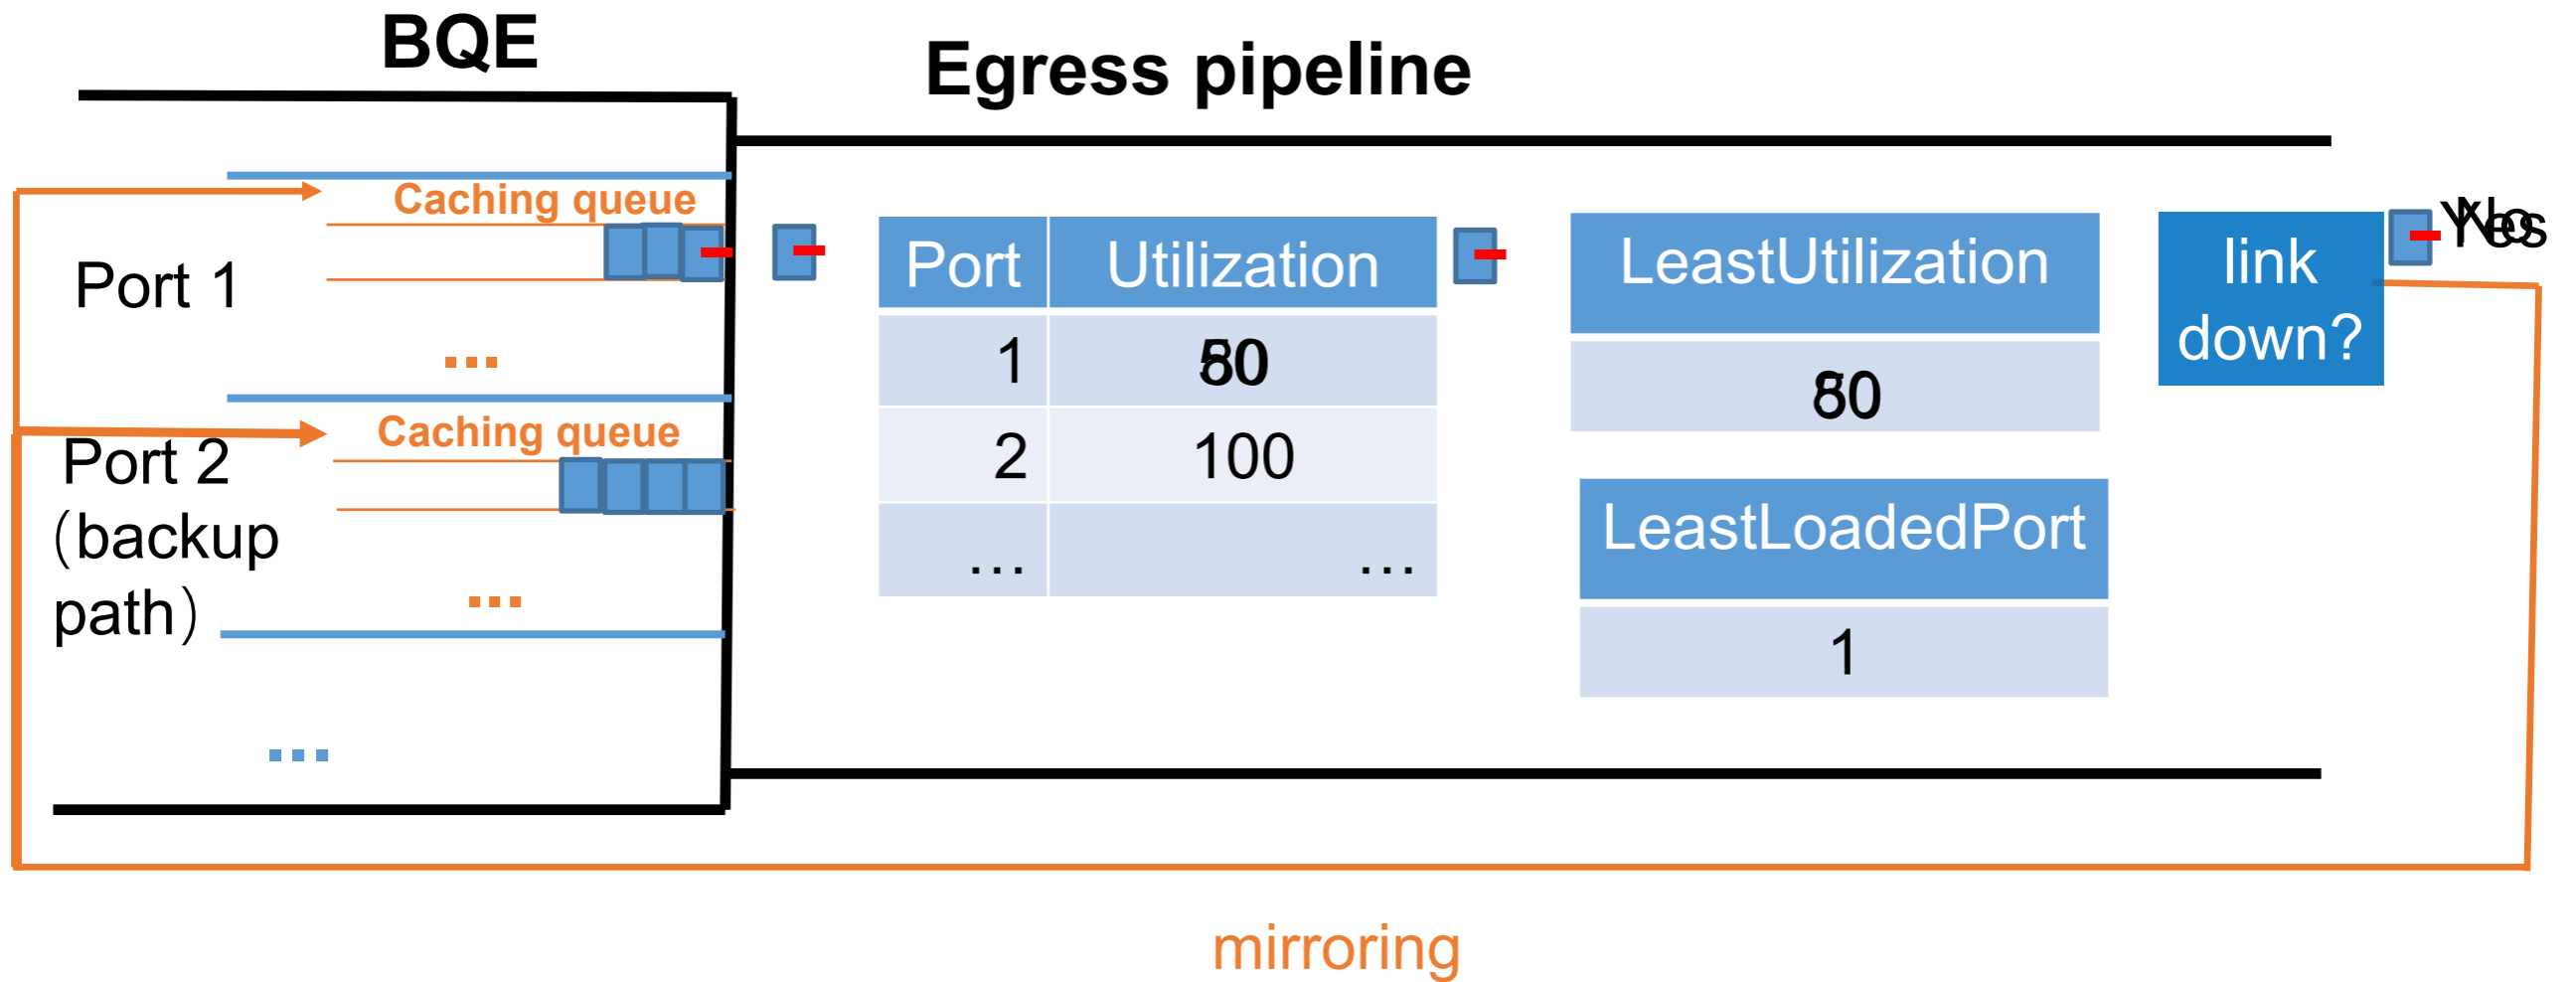 BQE
Egress pipeline
Caching queue
Port 1
...
Caching queue
Port 2
（backup
path）
...
...
Port Utilization
1
2 100
... ...
LeastUtilization
LeastLoadedPort
1
link
down?
mirroring